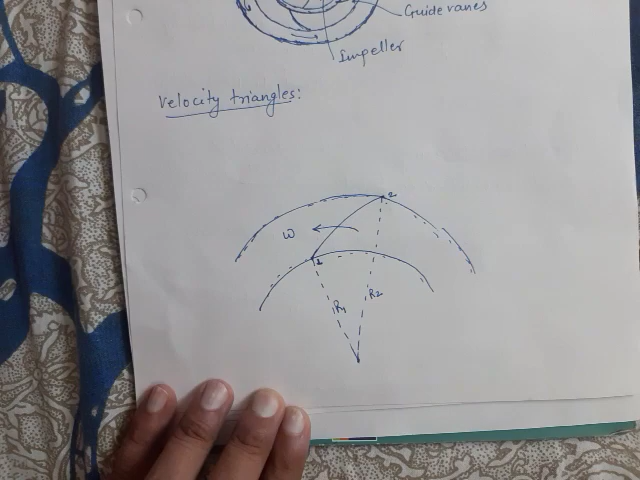 Guide vanes
Impeller
Velocity triangles:
2
ω
1
R1
R2